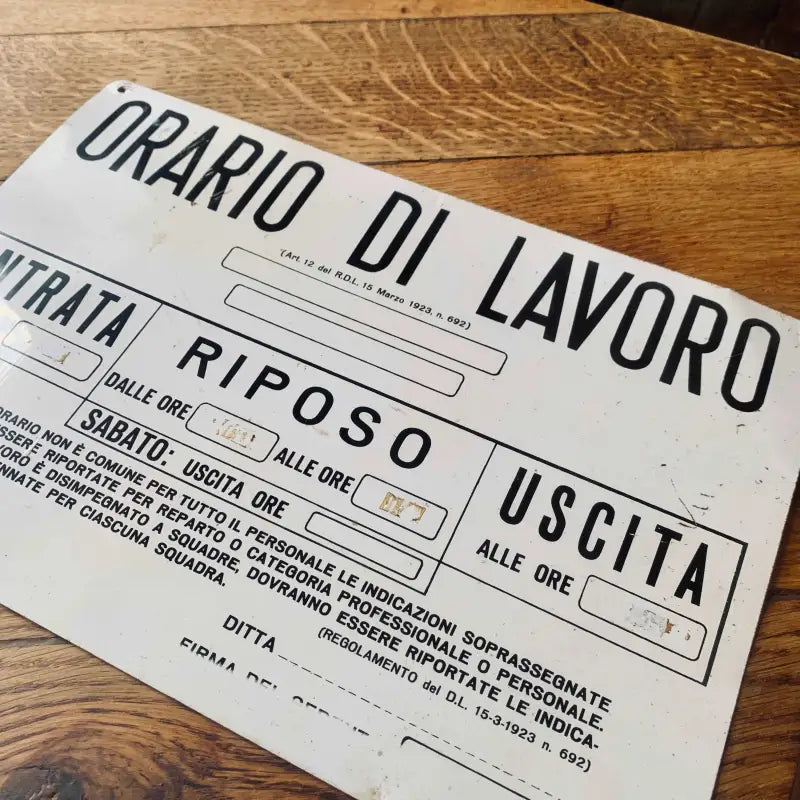 ORARIO DI LAVORO
(Art. 12 del R.D.L. 15 Marzo 1923, n. 692)
NTRATA
RIPOSO
DALLE ORE ALLE ORE
SABATO: USCITA ORE
USCITA
ALLE ORE
ORARIO NON È COMUNE PER TUTTO IL PERSONALE LE INDICAZIONI SOPRASSEGNATE
SSERE RIPORTATE PER REPARTO O CATEGORIA PROFESSIONALE O PERSONALE.
VORO È DISIMPEGNATO A SQUADRE, DOVRANNO ESSERE RIPORTATE LE INDICA-
NNATE PER CIASCUNA SQUADRA.
(REGOLAMENTO del D.L. 15-3-1923 n. 692)
DITTA
FIRMA DEL